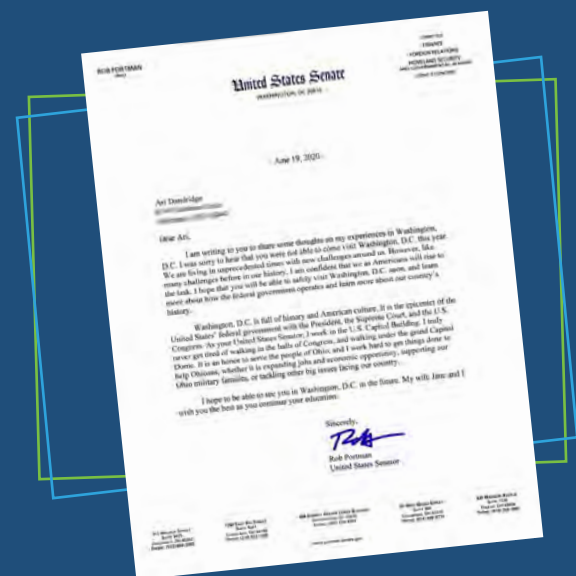 ROB PORTMAN
OHIO
COMMITTEES:
FINANCE
FOREIGN RELATIONS
HOMELAND SECURITY
AND GOVERNMENTAL AFFAIRS
United States Senate
WASHINGTON, DC 20510
June 19, 2020
Ari Dandridge
Dear Ari,
I am writing to you to share some thoughts on my experiences in Washington,
D.C. I was sorry to hear that you were not able to come visit Washington, D.C. this year.
We are living in unprecedented times with new challenges around us. However, like
many challenges before in our history, I am confident that we as Americans will rise to
the task. I hope that you will be able to safely visit Washington, D.C. soon, and learn
more about how the federal government operates and learn more about our country's
history.
Washington, D.C. is full of history and American culture. It is the epicenter of the
United States' federal government with the President, the Supreme Court, and the U.S.
Congress. As your United States Senator, I work in the U.S. Capitol Building. I truly
never get tired of walking in the halls of Congress, and walking under the grand Capitol
Dome. It is an honor to serve the people of Ohio, and I work hard to get things done to
help Ohioans, whether it is expanding jobs and economic opportunity, supporting our
Ohio military families, or tackling other big issues facing our country.
I hope to be able to see you in Washington, D.C. in the future. My wife Jane and I
wish you the best as you continue your education.
Sincerely,
Rob Portman
United States Senator